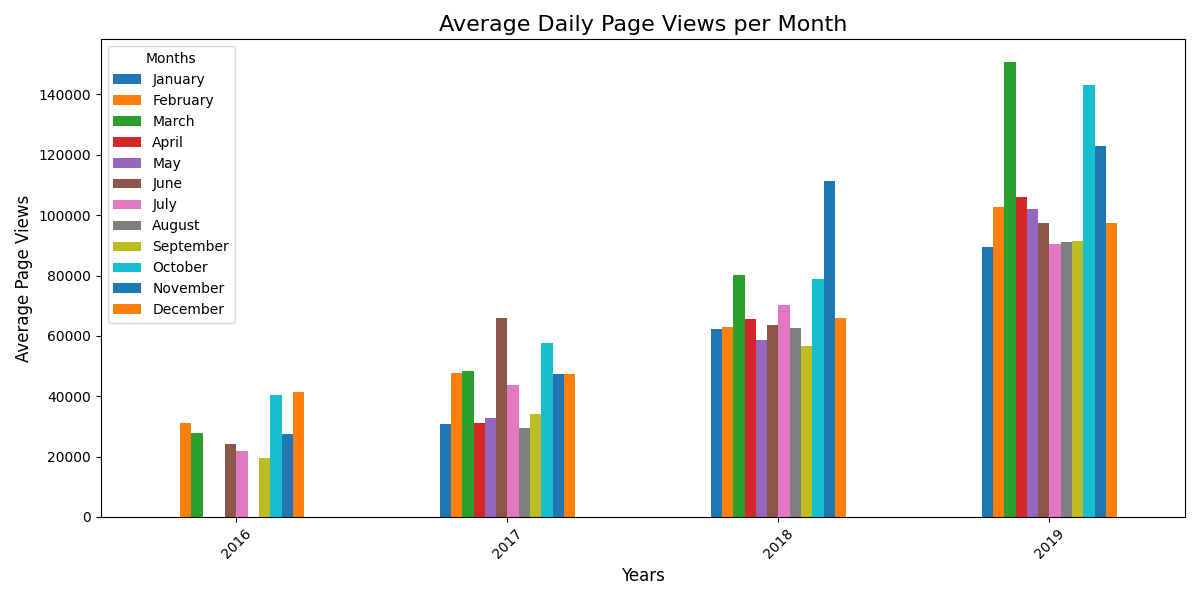 Average Daily Page Views per Month
Months
January
February
March
April
May
June
July
August
September
October
November
December
Average Page Views
140000
120000
100000
80000
60000
40000
20000
0
2016
2017
2018
2019
Years